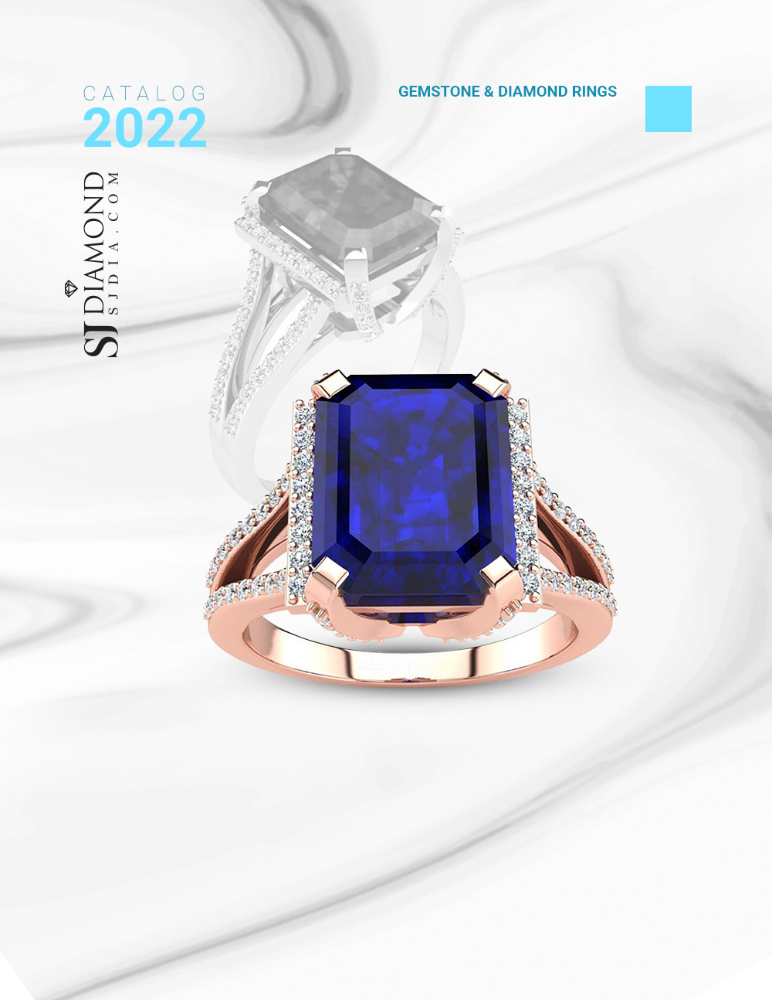 CATALOG
2022
GEMSTONE & DIAMOND RINGS
SJ DIAMOND
SJDIA.COM